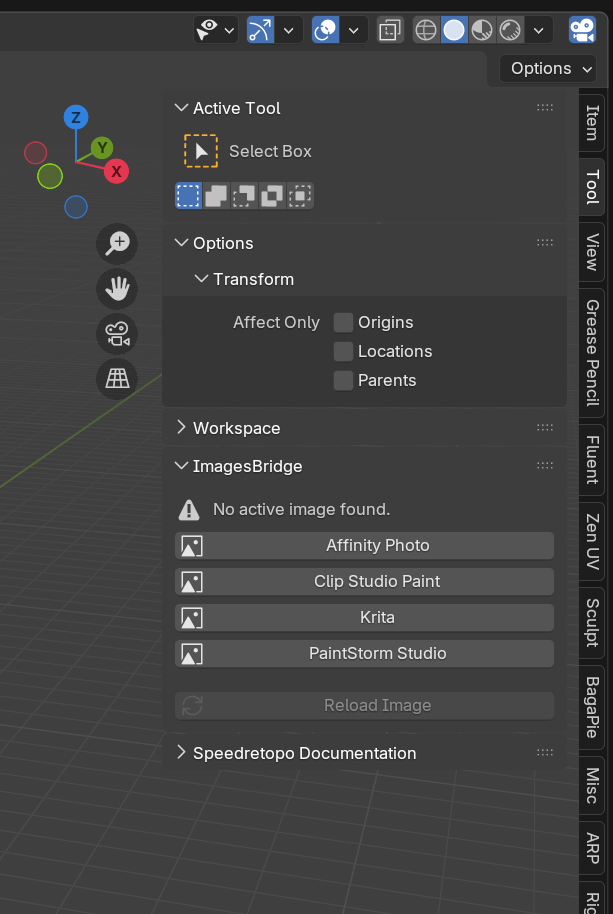 Options
Z
Y
X
Active Tool
Select Box
Options
Transform
Affect Only
Origins
Locations
Parents
Workspace
ImagesBridge
No active image found.
Affinity Photo
Clip Studio Paint
Krita
PaintStorm Studio
Reload Image
Speedretopo Documentation
Item
Tool
View
Grease Pencil
Fluent
Zen UV
Sculpt
BagaPie
Misc
ARP